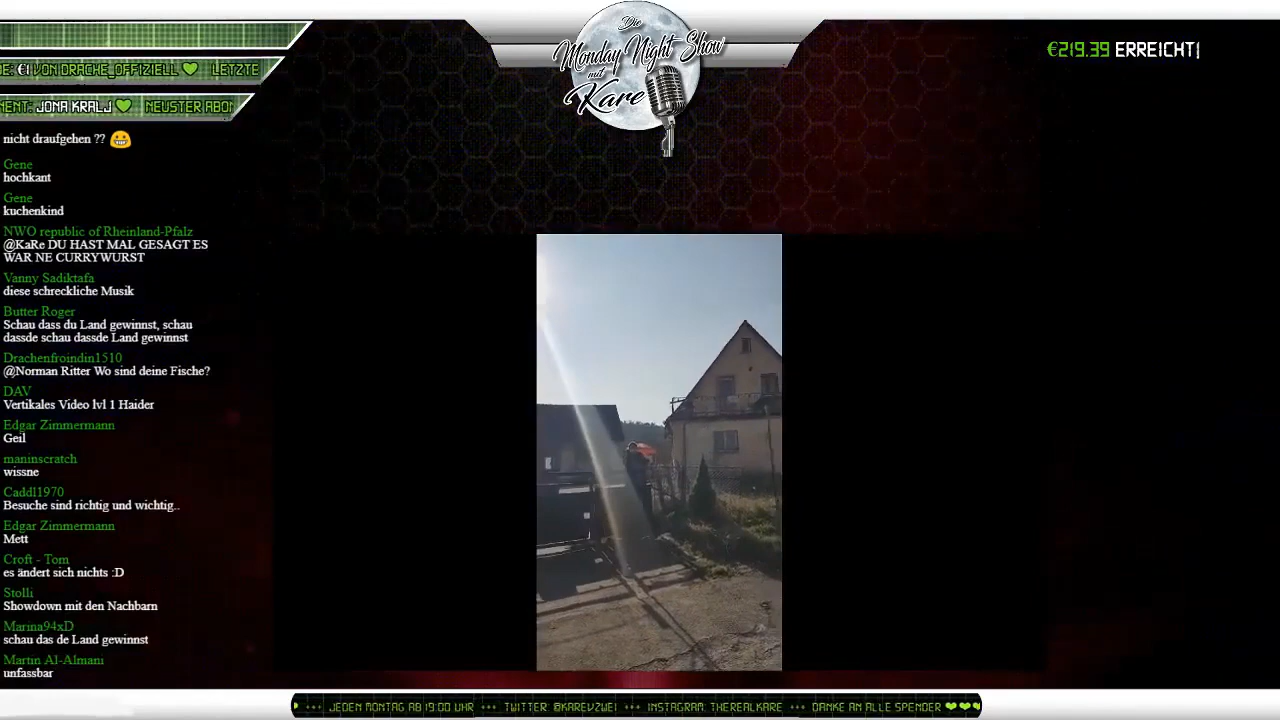 Die
Monday Night Show
mit
Kare
€219.39 ERREICHT|
DE: €1 VON DRACHE_OFFIZIELL LETZTE
MENT: JONA KRALJ NEUSTER ABON
nicht draufgehen ?? 😬
Gene
hochkant
Gene
kuchenkind
NWO republic of Rheinland-Pfalz
@KaRe DU HAST MAL GESAGT ES
WAR NE CURRYWURST
Vanny Sadiktafa
diese schreckliche Musik
Butter Roger
Schau dass du Land gewinnst, schau
dassde schau dassde Land gewinnst
Drachenfroindin1510
@Norman Ritter Wo sind deine Fische?
DAV
Vertikales Video lvl 1 Haider
Edgar Zimmermann
Geil
maninscratch
wissne
Caddl1970
Besuche sind richtig und wichtig..
Edgar Zimmermann
Mett
Croft - Tom
es ändert sich nichts :D
Stolli
Showdown mit den Nachbarn
Marina94xD
schau das de Land gewinnst
Martin Al-Almani
unfassbar
+++ JEDEN MONTAG AB 19:00 UHR +++ TWITTER: @KAREVZWEI +++ INSTAGRAM: THEREALKARE +++ DANKE AN ALLE SPENDER ❤❤❤